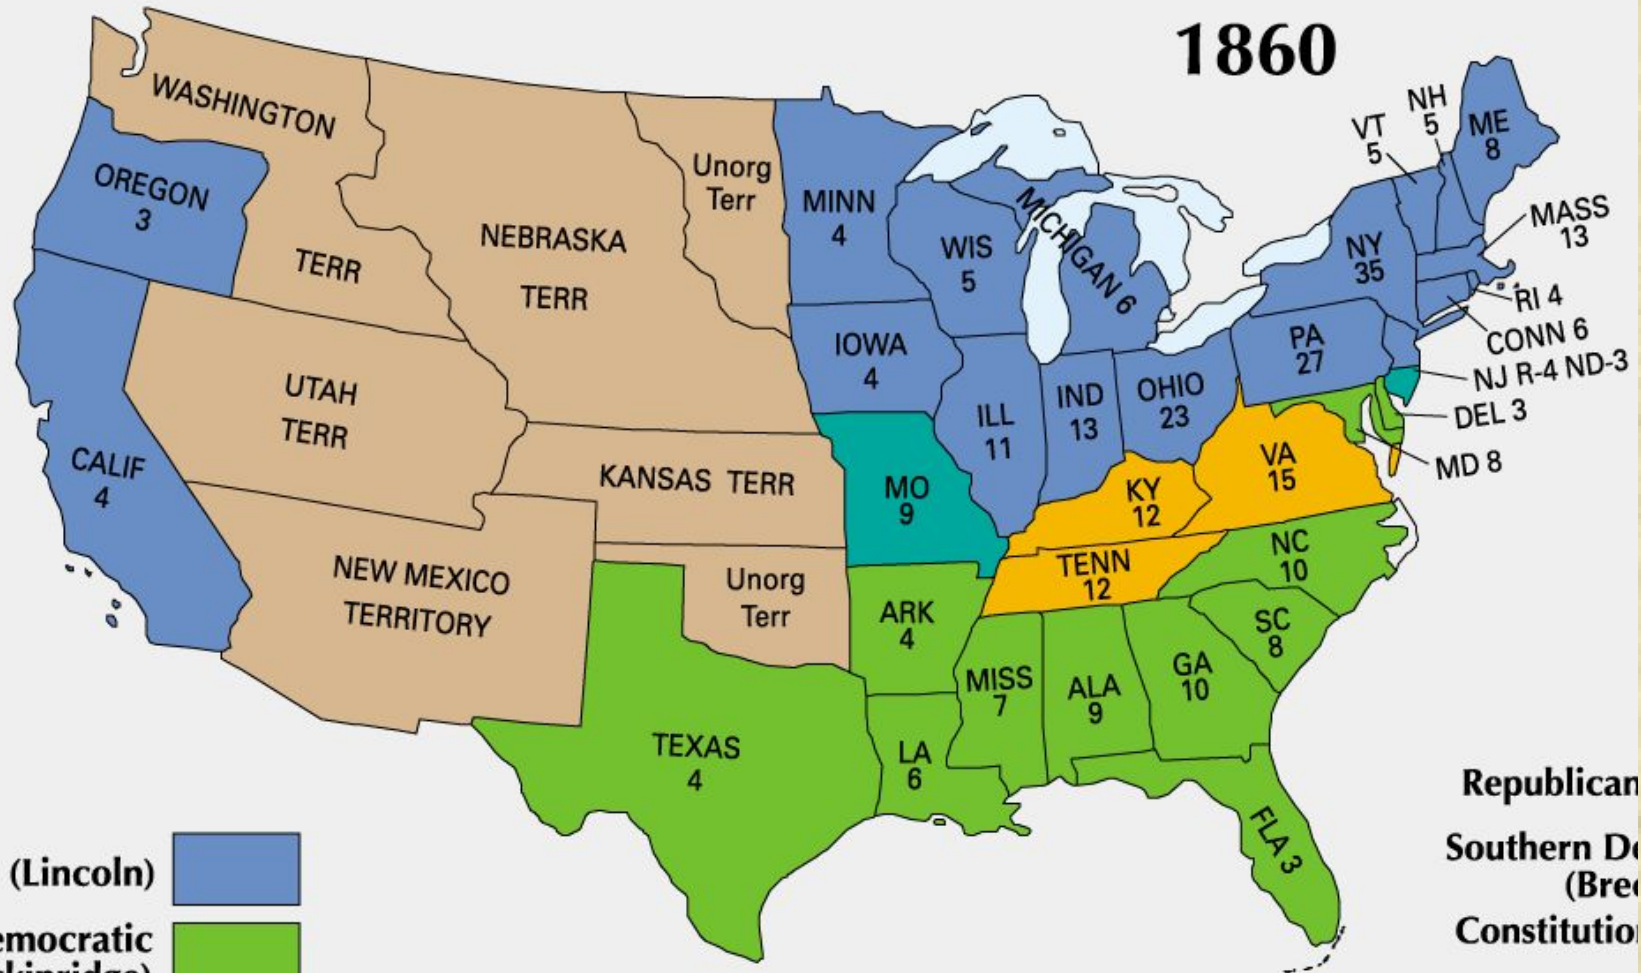 1860
WASHINGTON
TERR
OREGON
3
CALIF
4
UTAH
TERR
NEBRASKA
TERR
Unorg
Terr
KANSAS TERR
NEW MEXICO
TERRITORY
Unorg
Terr
TEXAS
4
MINN
4
IOWA
4
MO
9
ARK
4
LA
6
WIS
5
MICHIGAN 6
ILL
11
IND
13
OHIO
23
KY
12
TENN
12
MISS
7
ALA
9
GA
10
FLA 3
SC
8
NC
10
VA
15
PA
27
NY
35
VT
5
NH
5
ME
8
MASS
13
RI 4
CONN 6
NJ R-4 ND-3
DEL 3
MD 8
(Lincoln)
emocratic
Republican
Southern De
(Brec
Constitution